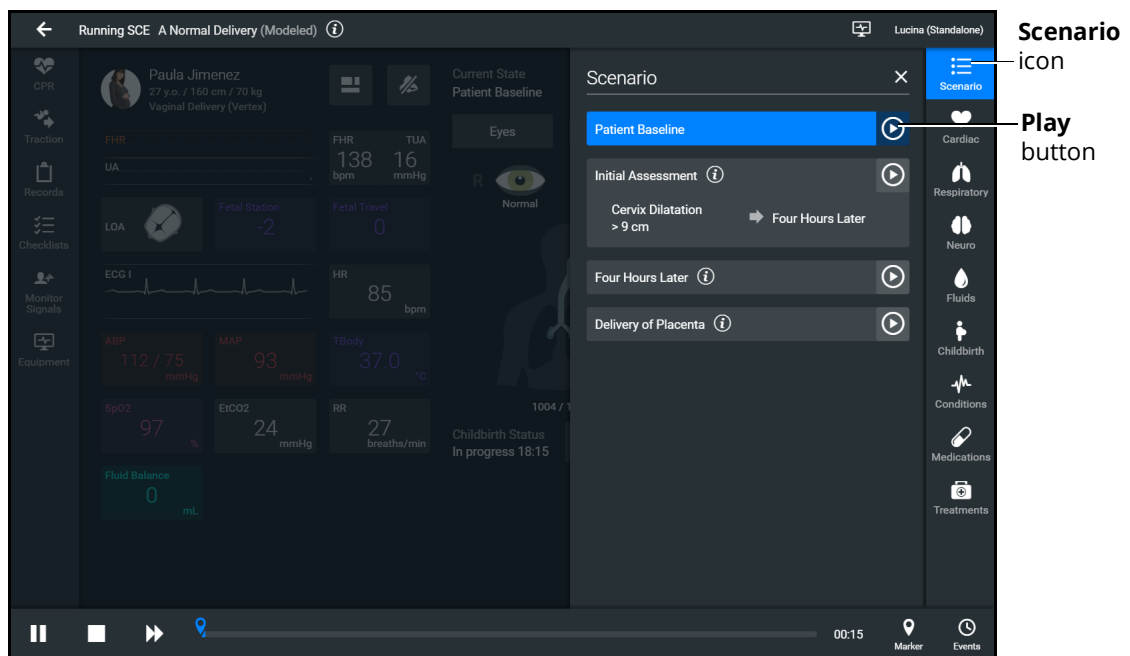 Running SCE A Normal Delivery (Modeled)
Lucina (Standalone)
Scenario
icon
Play
button
CPR
Traction
Records
Checklists
Monitor
Signals
Equipment
Paula Jimenez
27 y.o. / 160 cm / 70 kg
Vaginal Delivery (Vertex)
FHR
UA
FHR TUA
138 16
bpm mmHg
LOA
Fetal Station
-2
Fetal Travel
0
ECG I
HR
85
bpm
ABP
112 / 75
mmHg
MAP
93
mmHg
TBody
37.0
°C
SpO2
97
%
EtCO2
24
mmHg
RR
27
breaths/min
Fluid Balance
0
mL
Current State
Patient Baseline
Eyes
R
Normal
1004 / 1
Childbirth Status
In progress 18:15
Scenario
Patient Baseline
Initial Assessment
Cervix Dilatation
> 9 cm
Four Hours Later
Four Hours Later
Delivery of Placenta
Scenario
Cardiac
Respiratory
Neuro
Fluids
Childbirth
Conditions
Medications
Treatments
00:15
Marker
Events